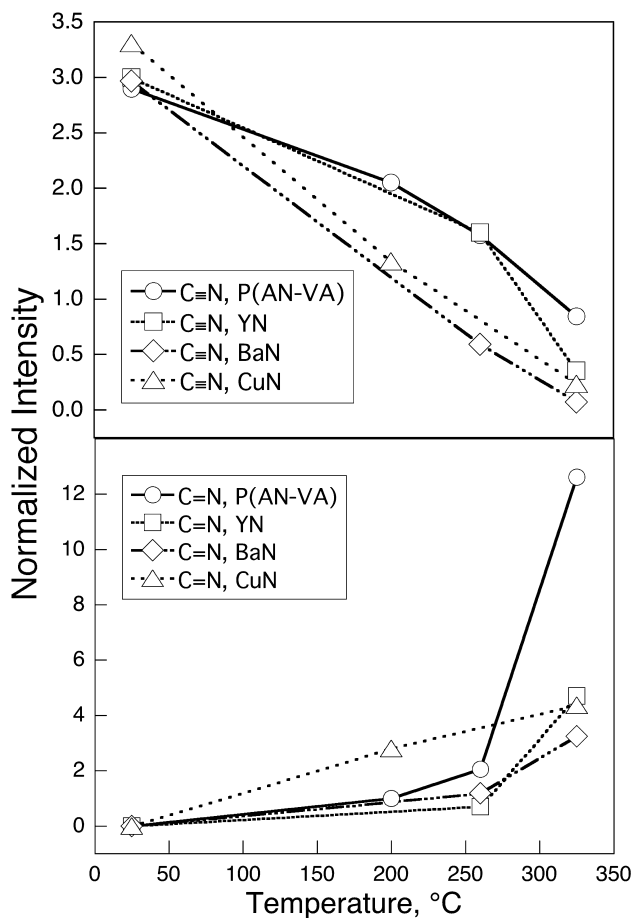 3.5
3.0
2.5
2.0
1.5
1.0
0.5
0.0
C≡N, P(AN-VA)
C≡N, YN
C≡N, BaN
C≡N, CuN
Normalized Intensity
12
10
8
6
4
2
0
C=N, P(AN-VA)
C=N, YN
C=N, BaN
C=N, CuN
0 50 100 150 200 250 300 350
Temperature, °C